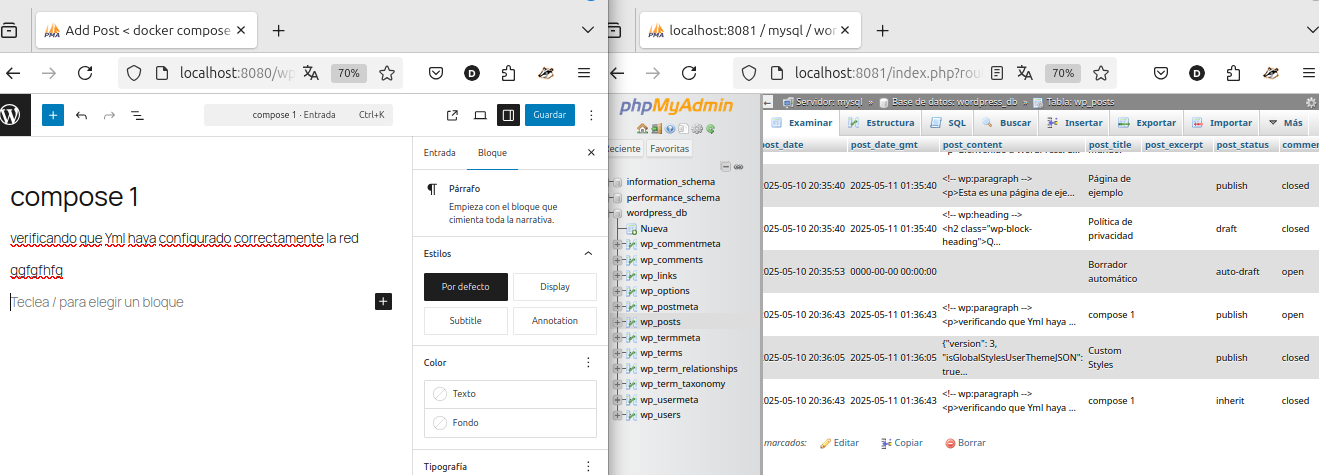 Add Post < docker compose
localhost:8080/wp
70%
compose 1 · Entrada Ctrl+K
Guardar
Entrada
Bloque
compose 1
verificando que Yml haya configurado correctamente la red
gqfgfhfg
Teclea / para elegir un bloque
Párrafo
Empieza con el bloque que
cimienta toda la narrativa.
Estilos
Por defecto
Display
Subtitle
Annotation
Color
Texto
Fondo
Tipografía
localhost:8081 / mysql / wor
localhost:8081/index.php?rou
70%
phpMyAdmin
eciente
Favoritas
information_schema
performance_schema
wordpress_db
Nueva
wp_commentmeta
wp_comments
wp_links
wp_options
wp_postmeta
wp_posts
wp_termmeta
wp_terms
wp_term_relationships
wp_term_taxonomy
wp_usermeta
wp_users
Servidor: mysql » Base de datos: wordpress_db » Tabla: wp_posts
Examinar Estructura SQL Buscar Insertar Exportar Importar Más
post_date post_date_gmt post_content post_title post_excerpt post_status commen
025-05-10 20:35:40 2025-05-11 01:35:40 <!-- wp:paragraph --> <p>Esta es una página de eje... Página de ejemplo publish closed
025-05-10 20:35:40 2025-05-11 01:35:40 <!-- wp:heading --> <h2 class="wp-block-heading">Q... Política de privacidad draft closed
025-05-10 20:35:53 0000-00-00 00:00:00 Borrador automático auto-draft open
025-05-10 20:36:43 2025-05-11 01:36:43 <!-- wp:paragraph --> <p>verificando que Yml haya ... compose 1 publish open
025-05-10 20:36:05 2025-05-11 01:36:05 {"version": 3, "isGlobalStylesUserThemeJSON": true... Custom Styles publish closed
025-05-10 20:36:43 2025-05-11 01:36:43 <!-- wp:paragraph --> <p>verificando que Yml haya ... compose 1 inherit closed
marcados: Editar Copiar Borrar